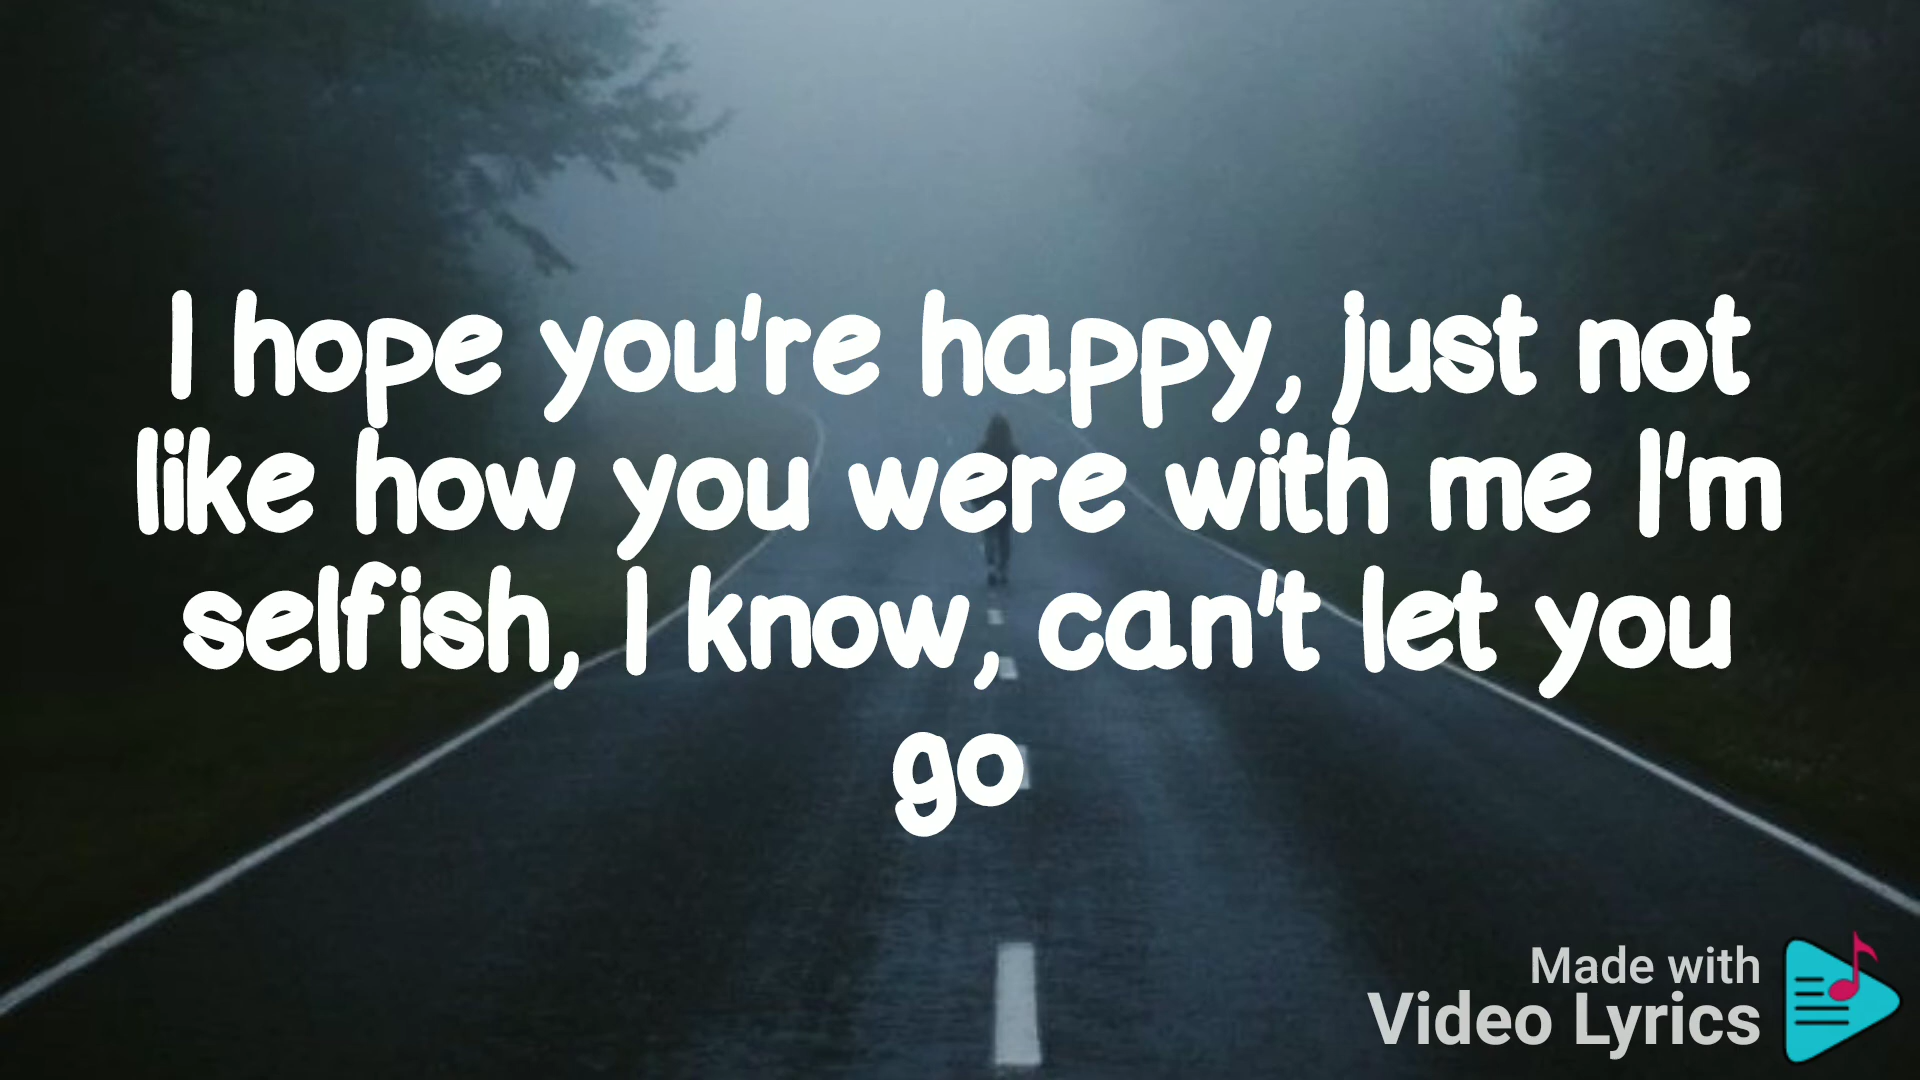 I hope you're happy, just not
like how you were with me I'm
selfish, I know, can't let you
go
Made with
Video Lyrics